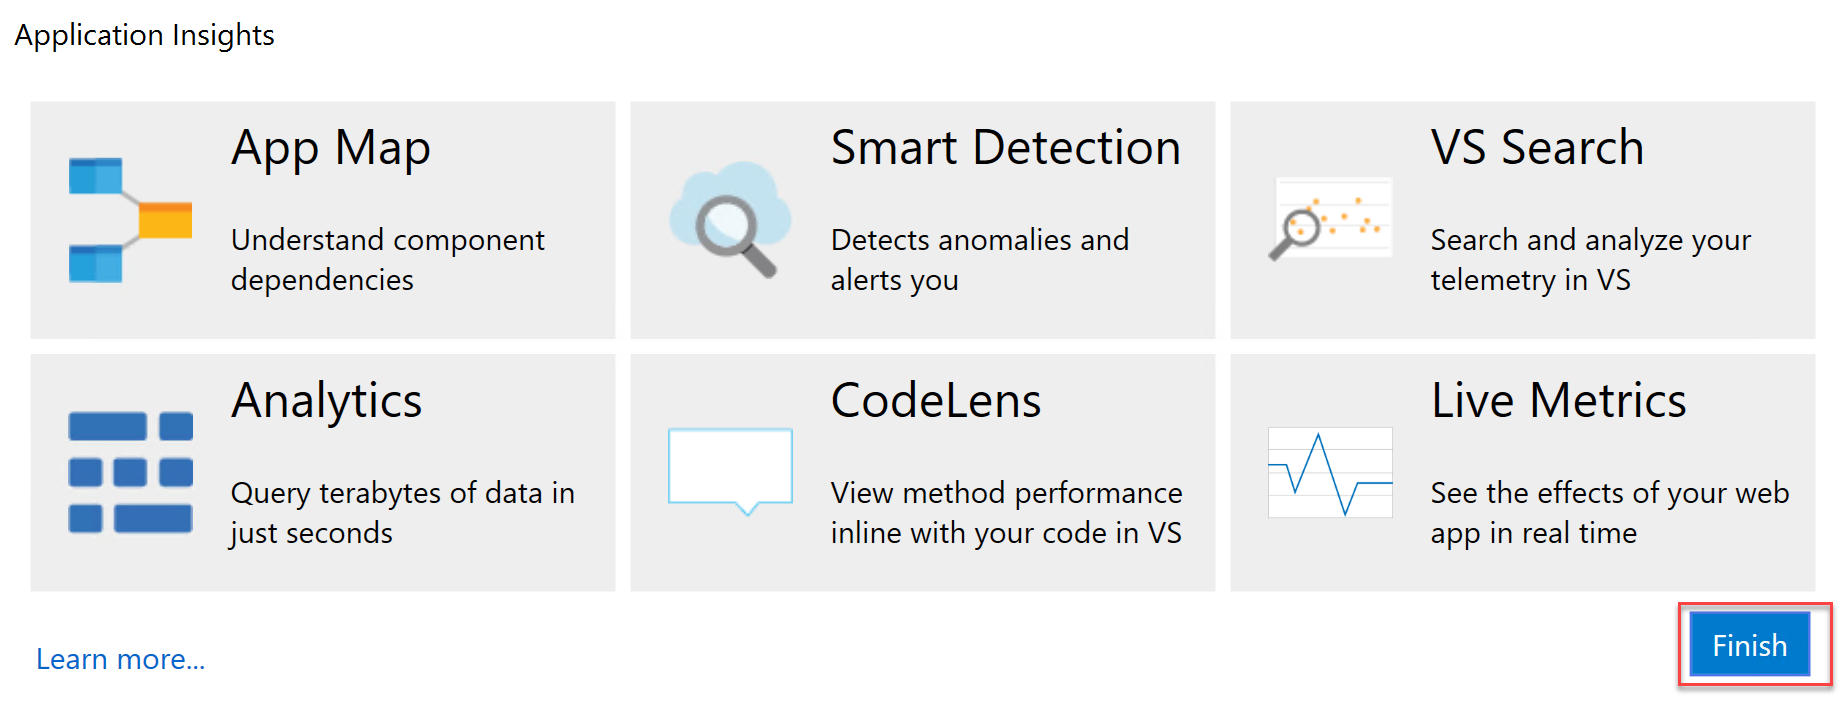 Application Insights
App Map
Understand component
dependencies
Smart Detection
Detects anomalies and
alerts you
VS Search
Search and analyze your
telemetry in VS
Analytics
Query terabytes of data in
just seconds
CodeLens
View method performance
inline with your code in VS
Live Metrics
See the effects of your web
app in real time
Learn more...
Finish